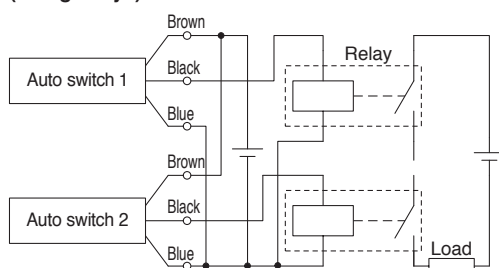 Brown
Relay
Auto switch 1
Black
Blue
Brown
Auto switch 2
Black
Blue
Load